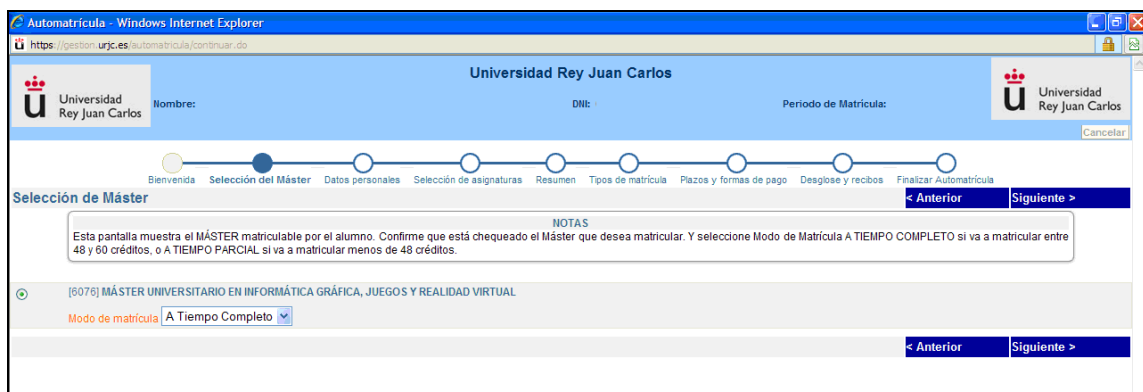 Automatrícula - Windows Internet Explorer
https://gestion.urjc.es/automatricula/continuar.do
Universidad Rey Juan Carlos
ü Universidad Rey Juan Carlos
Nombre:
DNI:
Periodo de Matricula:
ü Universidad Rey Juan Carlos
Cancelar
Bienvenida Selección del Máster Datos personales Selección de asignaturas Resumen Tipos de matrícula Plazos y formas de pago Desglose y recibos Finalizar Automatrícula
Selección de Máster
< Anterior Siguiente >
NOTAS
Esta pantalla muestra el MÁSTER matriculable por el alumno. Confirme que está chequeado el Máster que desea matricular. Y seleccione Modo de Matrícula A TIEMPO COMPLETO si va a matricular entre
48 y 60 créditos, o A TIEMPO PARCIAL si va a matricular menos de 48 créditos.
[6076] MÁSTER UNIVERSITARIO EN INFORMÁTICA GRÁFICA, JUEGOS Y REALIDAD VIRTUAL
Modo de matrícula A Tiempo Completo
< Anterior Siguiente >